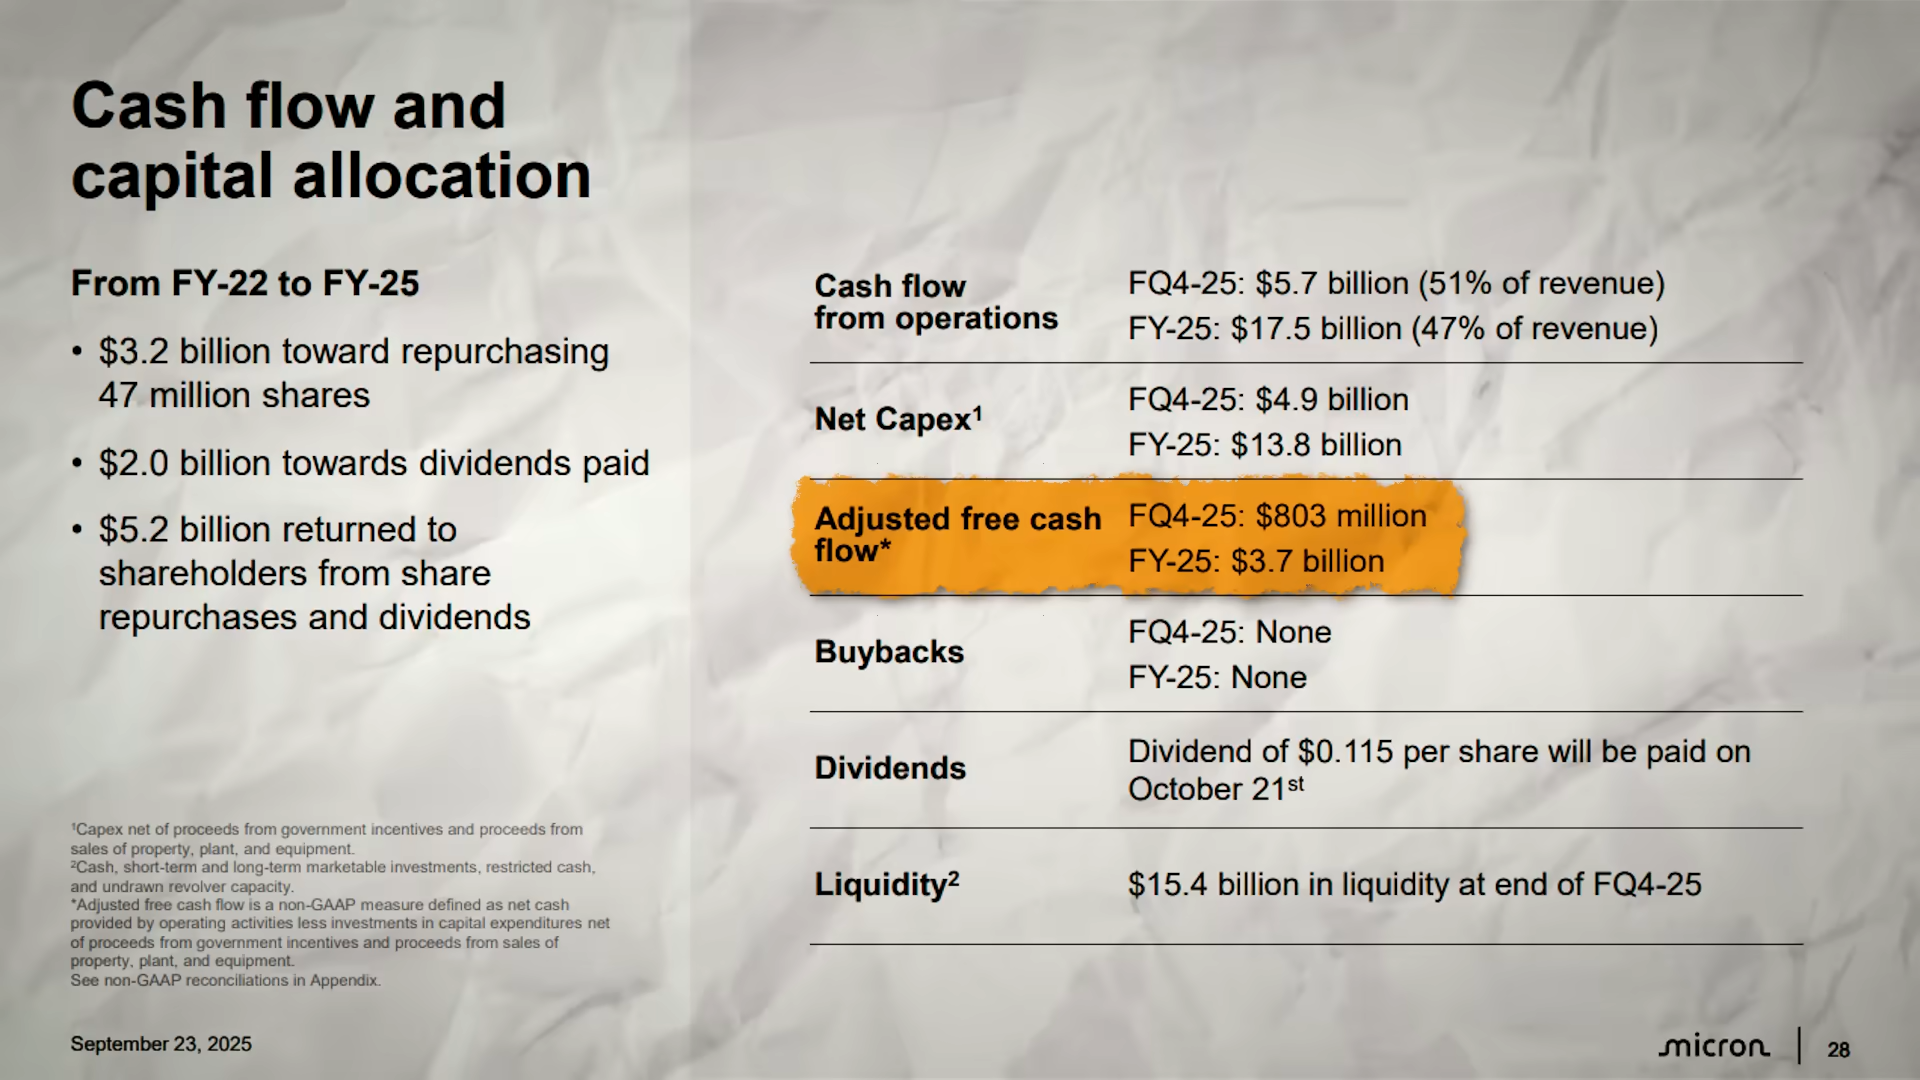 Cash flow and
capital allocation
From FY-22 to FY-25
• $3.2 billion toward repurchasing
47 million shares
• $2.0 billion towards dividends paid
• $5.2 billion returned to
shareholders from share
repurchases and dividends
¹Capex net of proceeds from government incentives and proceeds from
sales of property, plant, and equipment.
²Cash, short-term and long-term marketable investments, restricted cash,
and undrawn revolver capacity.
*Adjusted free cash flow is a non-GAAP measure defined as net cash
provided by operating activities less investments in capital expenditures net
of proceeds from government incentives and proceeds from sales of
property, plant, and equipment.
See non-GAAP reconciliations in Appendix.
September 23, 2025
Cash flow
from operations
FQ4-25: $5.7 billion (51% of revenue)
FY-25: $17.5 billion (47% of revenue)
Net Capex¹
FQ4-25: $4.9 billion
FY-25: $13.8 billion
Adjusted free cash
flow*
FQ4-25: $803 million
FY-25: $3.7 billion
Buybacks
FQ4-25: None
FY-25: None
Dividends
Dividend of $0.115 per share will be paid on
October 21st
Liquidity²
$15.4 billion in liquidity at end of FQ4-25
micron
28